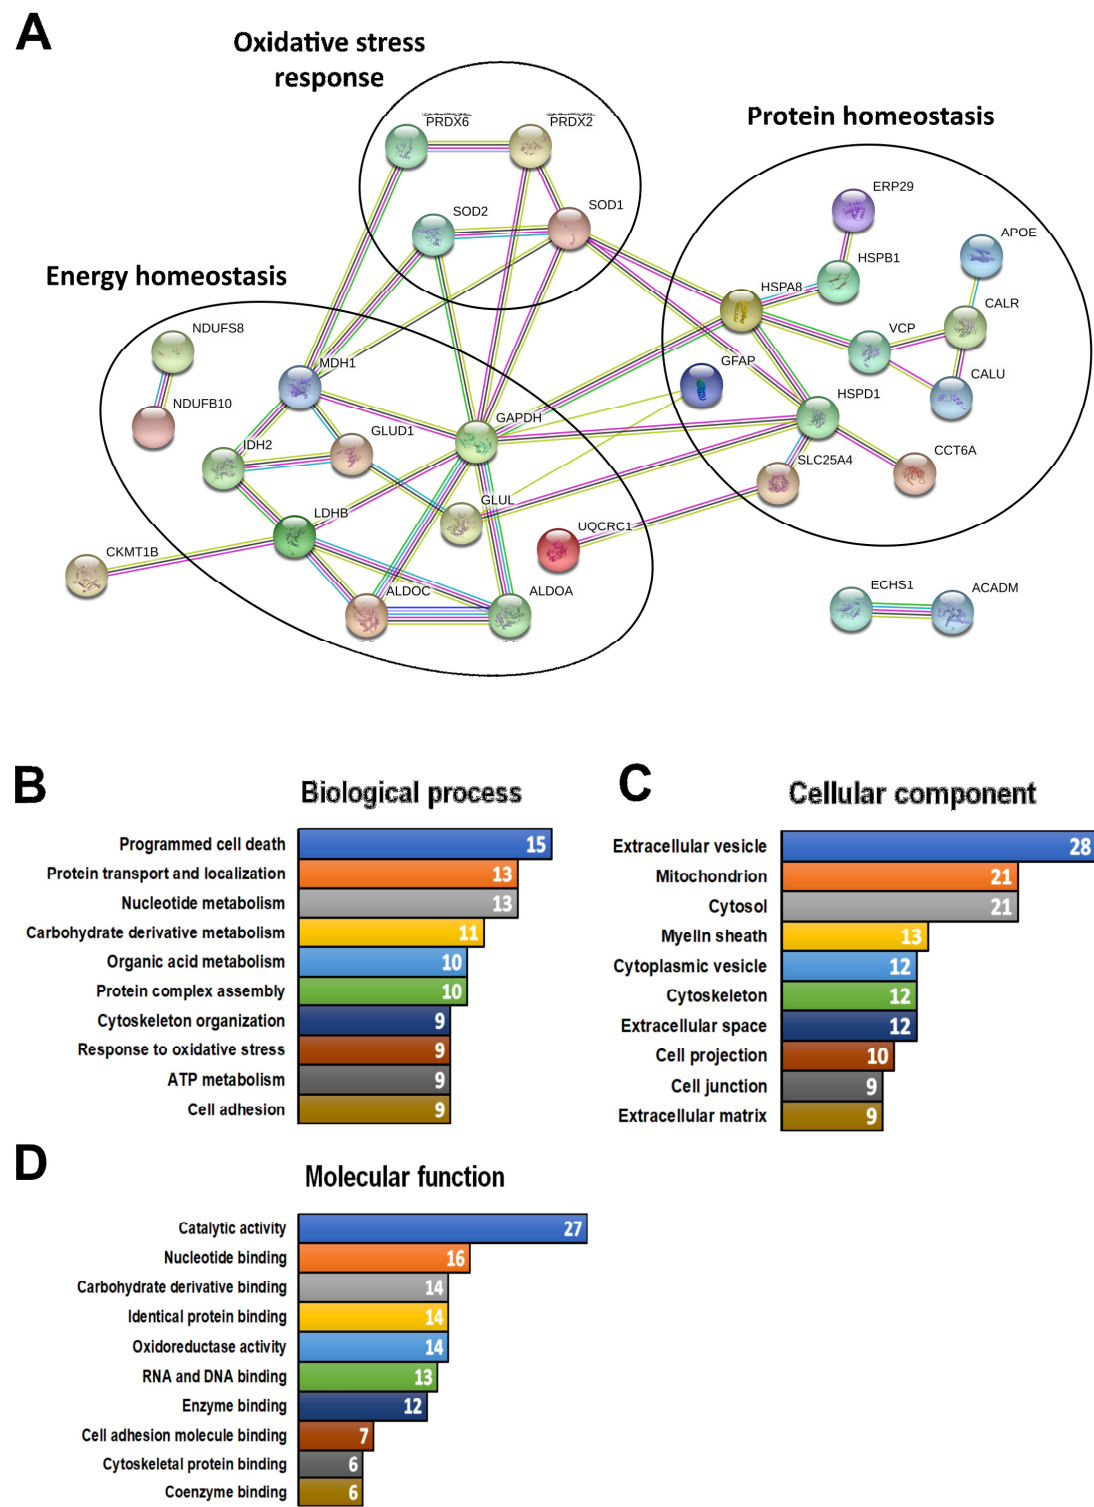 A
Oxidative stress
response
PRDX6
PRDX2
Protein homeostasis
ERP29
SOD2
SOD1
APOE
HSPB1
Energy homeostasis
HSPA8
CALR
NDUFS8
VCP
MDH1
GFAP
CALU
NDUFB10
HSPD1
GAPDH
IDH2
GLUD1
CCT6A
SLC25A4
GLUL
LDHB
UQCRC1
CKMT1B
ALDOC
ALDOA
ECHS1
ACADM
B
Biological process
Programmed cell death
15
Protein transport and localization
13
Nucleotide metabolism
13
Carbohydrate derivative metabolism
11
Organic acid metabolism
10
Protein complex assembly
10
Cytoskeleton organization
9
Response to oxidative stress
9
ATP metabolism
9
Cell adhesion
9
C
Cellular component
Extracellular vesicle
28
Mitochondrion
21
Cytosol
21
Myelin sheath
13
Cytoplasmic vesicle
12
Cytoskeleton
12
Extracellular space
12
Cell projection
10
Cell junction
9
Extracellular matrix
9
D
Molecular function
Catalytic activity
27
Nucleotide binding
16
Carbohydrate derivative binding
14
Identical protein binding
14
Oxidoreductase activity
14
RNA and DNA binding
13
Enzyme binding
12
Cell adhesion molecule binding
7
Cytoskeletal protein binding
6
Coenzyme binding
6